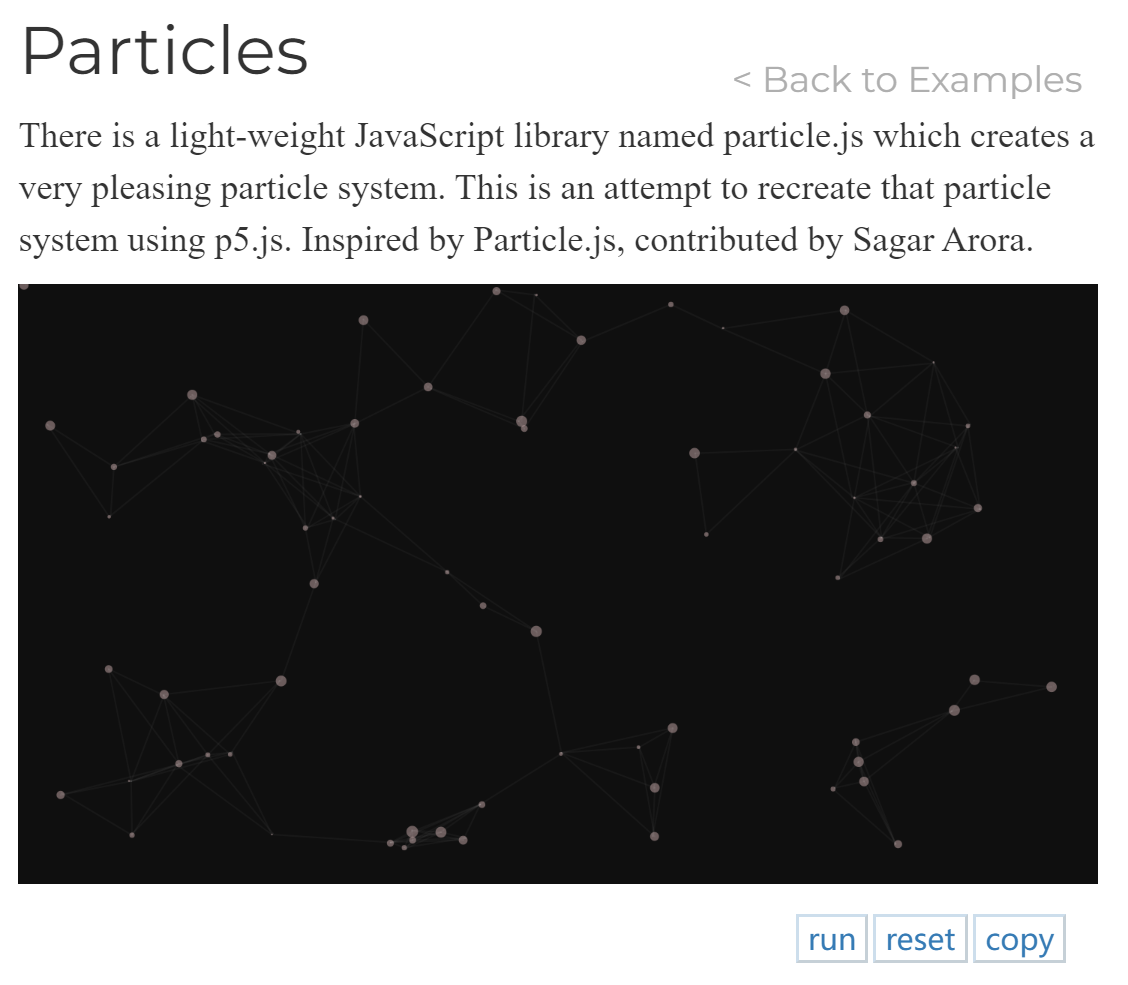 Particles
< Back to Examples
There is a light-weight JavaScript library named particle.js which creates a
very pleasing particle system. This is an attempt to recreate that particle
system using p5.js. Inspired by Particle.js, contributed by Sagar Arora.
run reset copy